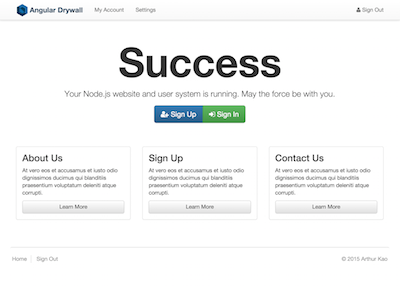 Angular Drywall My Account Settings Sign Out
Success
Your Node.js website and user system is running. May the force be with you.
Sign Up Sign In
About Us
At vero eos et accusamus et iusto odio
dignissimos ducimus qui blanditiis
praesentium voluptatum deleniti atque
corrupti.
Learn More
Sign Up
At vero eos et accusamus et iusto odio
dignissimos ducimus qui blanditiis
praesentium voluptatum deleniti atque
corrupti.
Learn More
Contact Us
At vero eos et accusamus et iusto odio
dignissimos ducimus qui blanditiis
praesentium voluptatum deleniti atque
corrupti.
Learn More
Home Sign Out © 2015 Arthur Kao